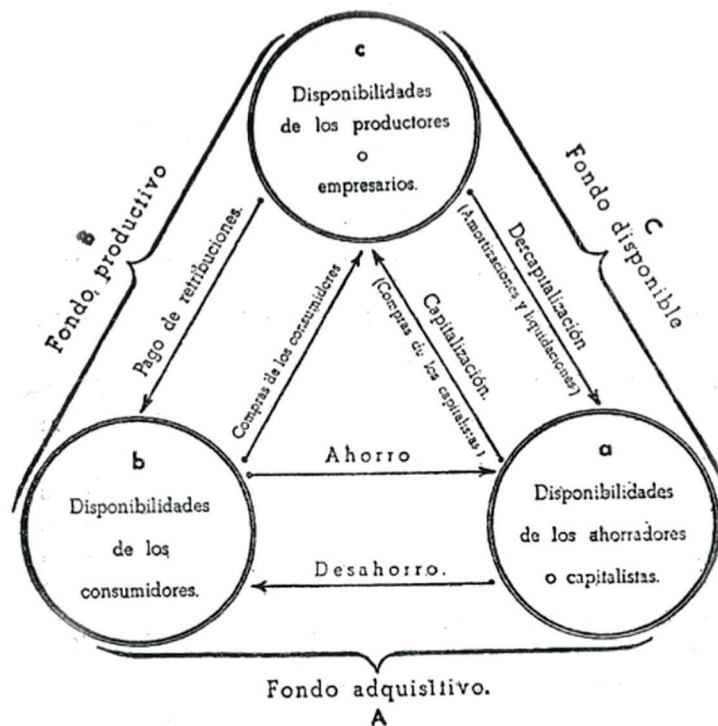 c
Disponibilidades
de los productores
o
empresarios.
B
Fondo productivo
C
Fondo disponible
Pago de retribuciones.
Compras de los consumidores
Capitalización.
(Compras de los capitalistas)
Descapitalización
(Amortizaciones y liquidaciones)
b
Disponibilidades
de los
consumidores.
Ahorro
Desahorro.
a
Disponibilidades
de los ahorradores
o capitalistas.
Fondo adquisitivo.
A